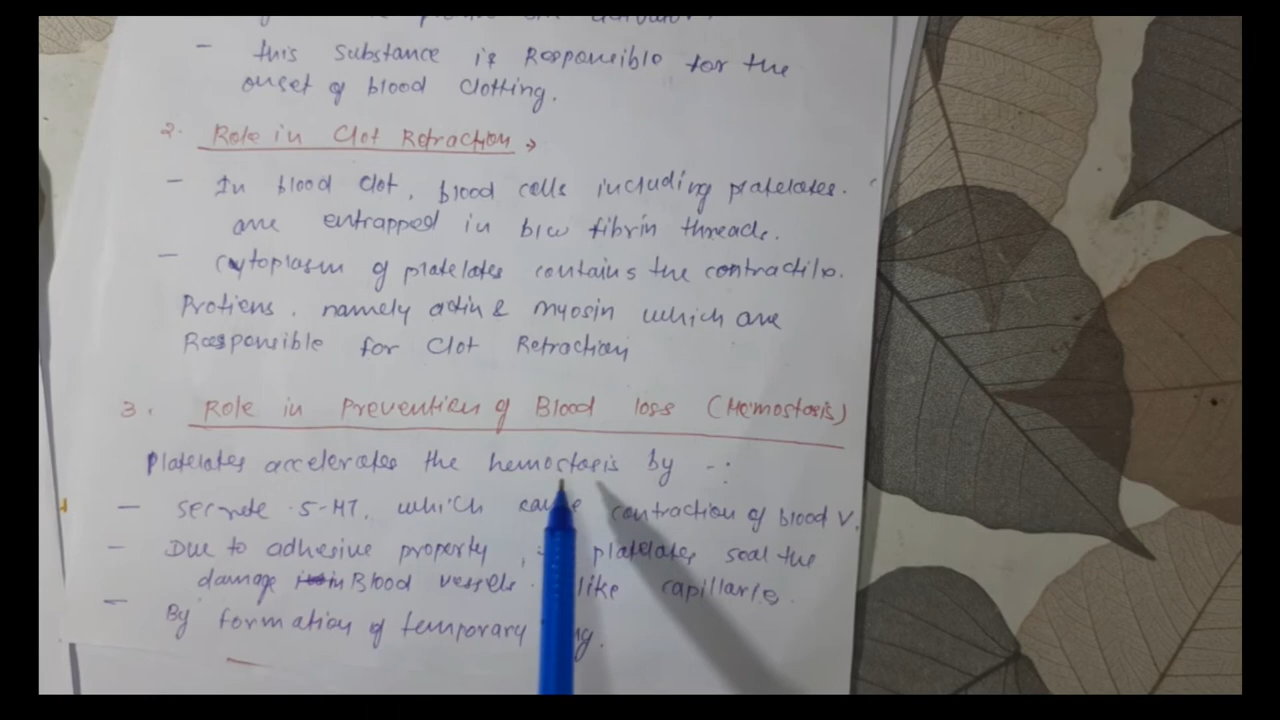 - this substance is Responsible for the
onset of blood Clotting.
2. Role in Clot Retraction →
- In blood clot, blood cells including platelates.
are entrapped in b/w fibrin threads.
- Cytoplasm of platelates contains the contractile.
Protiens. namely actin & myosin which are
Responsible for Clot Retraction
3. Role in Prevention of Blood loss (Hemostasis)
Platelates accelerates the hemostasis by -:
- secrete 5-HT, which cause contraction of blood V.
- Due to adhesive property, platelates seal the
damage in Blood vessels like capillaries.
- By formation of temporary